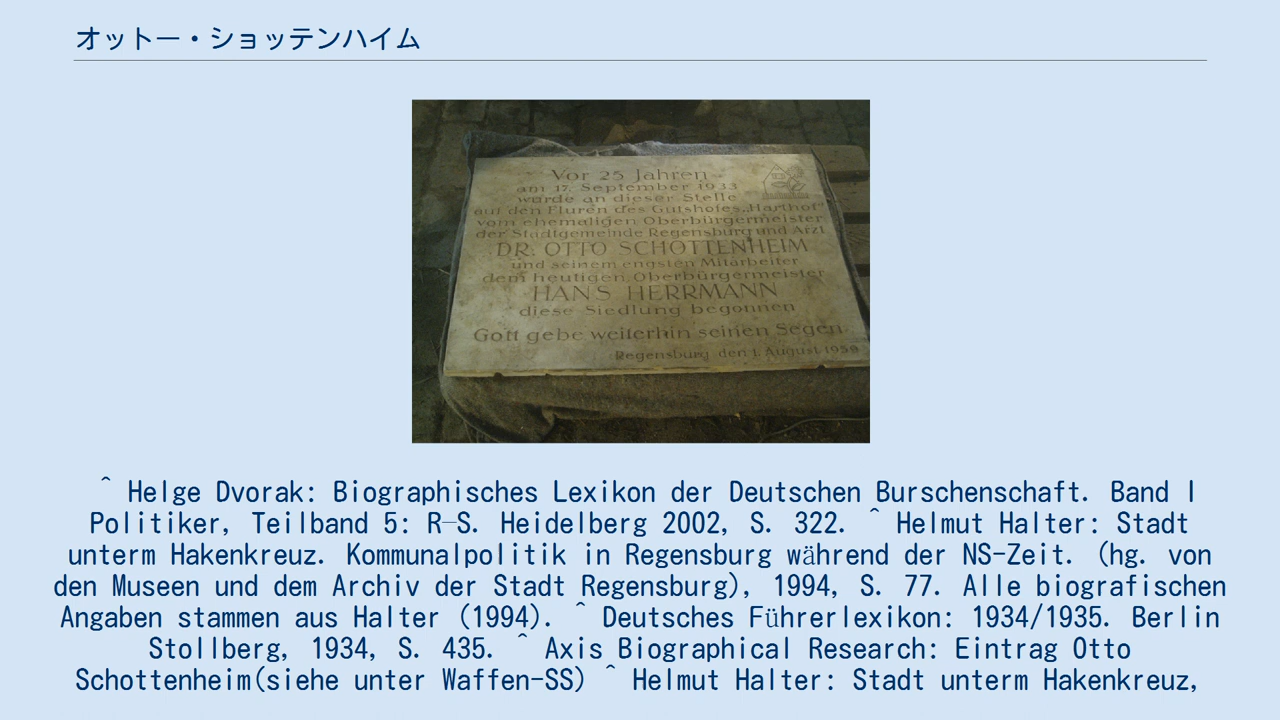 オットー・ショッテンハイム
Vor 25 Jahren
am 17. September 1933
wurde an dieser Stelle
auf den Fluren des Gutshofes „Harthof“
vom ehemaligen Oberbürgermeister
der Stadtgemeinde Regensburg und Arzt
DR. OTTO SCHOTTENHEIM
und seinem engsten Mitarbeiter
dem heutigen Oberbürgermeister
HANS HERRMANN
diese Siedlung begonnen
Gott gebe weiterhin seinen Segen
Regensburg den 1. August 1959
^ Helge Dvorak: Biographisches Lexikon der Deutschen Burschenschaft. Band I
Politiker, Teilband 5: R–S. Heidelberg 2002, S. 322. ^ Helmut Halter: Stadt
unterm Hakenkreuz. Kommunalpolitik in Regensburg während der NS-Zeit. (hg. von
den Museen und dem Archiv der Stadt Regensburg), 1994, S. 77. Alle biografischen
Angaben stammen aus Halter (1994). ^ Deutsches Führerlexikon: 1934/1935. Berlin
Stollberg, 1934, S. 435. ^ Axis Biographical Research: Eintrag Otto
Schottenheim(siehe unter Waffen-SS) ^ Helmut Halter: Stadt unterm Hakenkreuz,